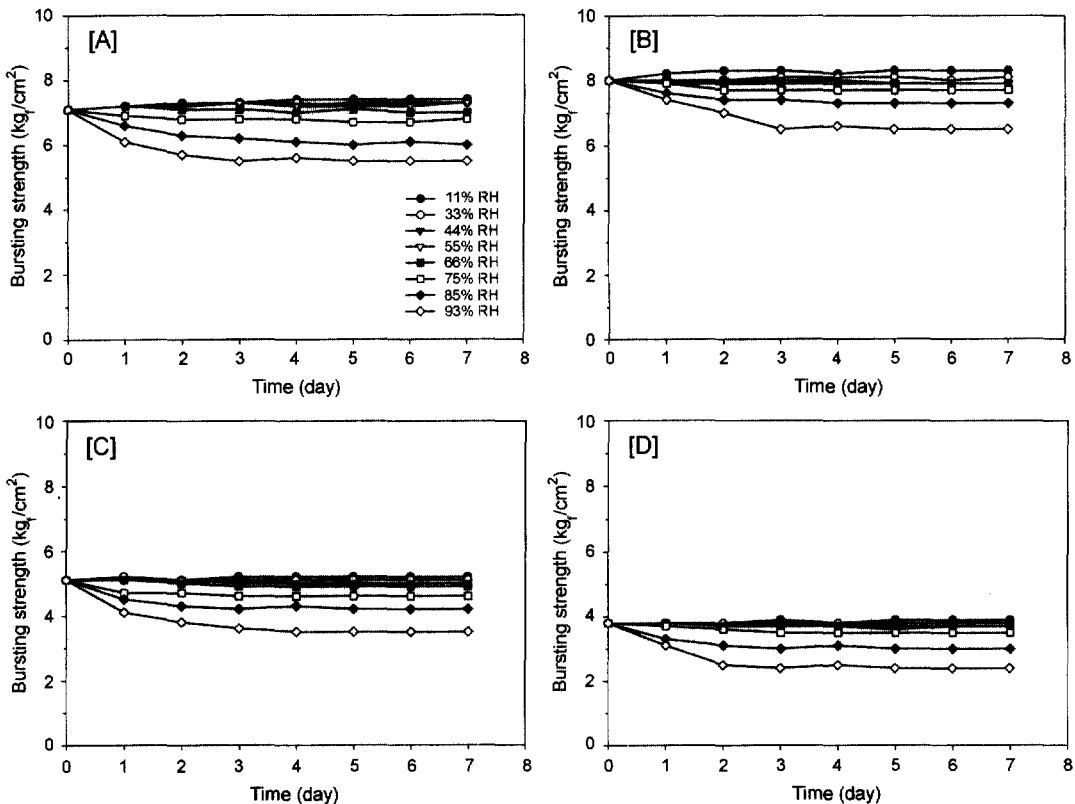 [A]
Bursting strength (kgf/cm²)
10
8
6
4
2
0
11% RH
33% RH
44% RH
55% RH
66% RH
75% RH
85% RH
93% RH
0 1 2 3 4 5 6 7 8
Time (day)
[B]
Bursting strength (kgf/cm²)
10
8
6
4
2
0
0 1 2 3 4 5 6 7 8
Time (day)
[C]
Bursting strength (kgf/cm²)
10
8
6
4
2
0
0 1 2 3 4 5 6 7 8
Time (day)
[D]
Bursting strength (kgf/cm²)
10
8
6
4
2
0
0 1 2 3 4 5 6 7 8
Time (day)